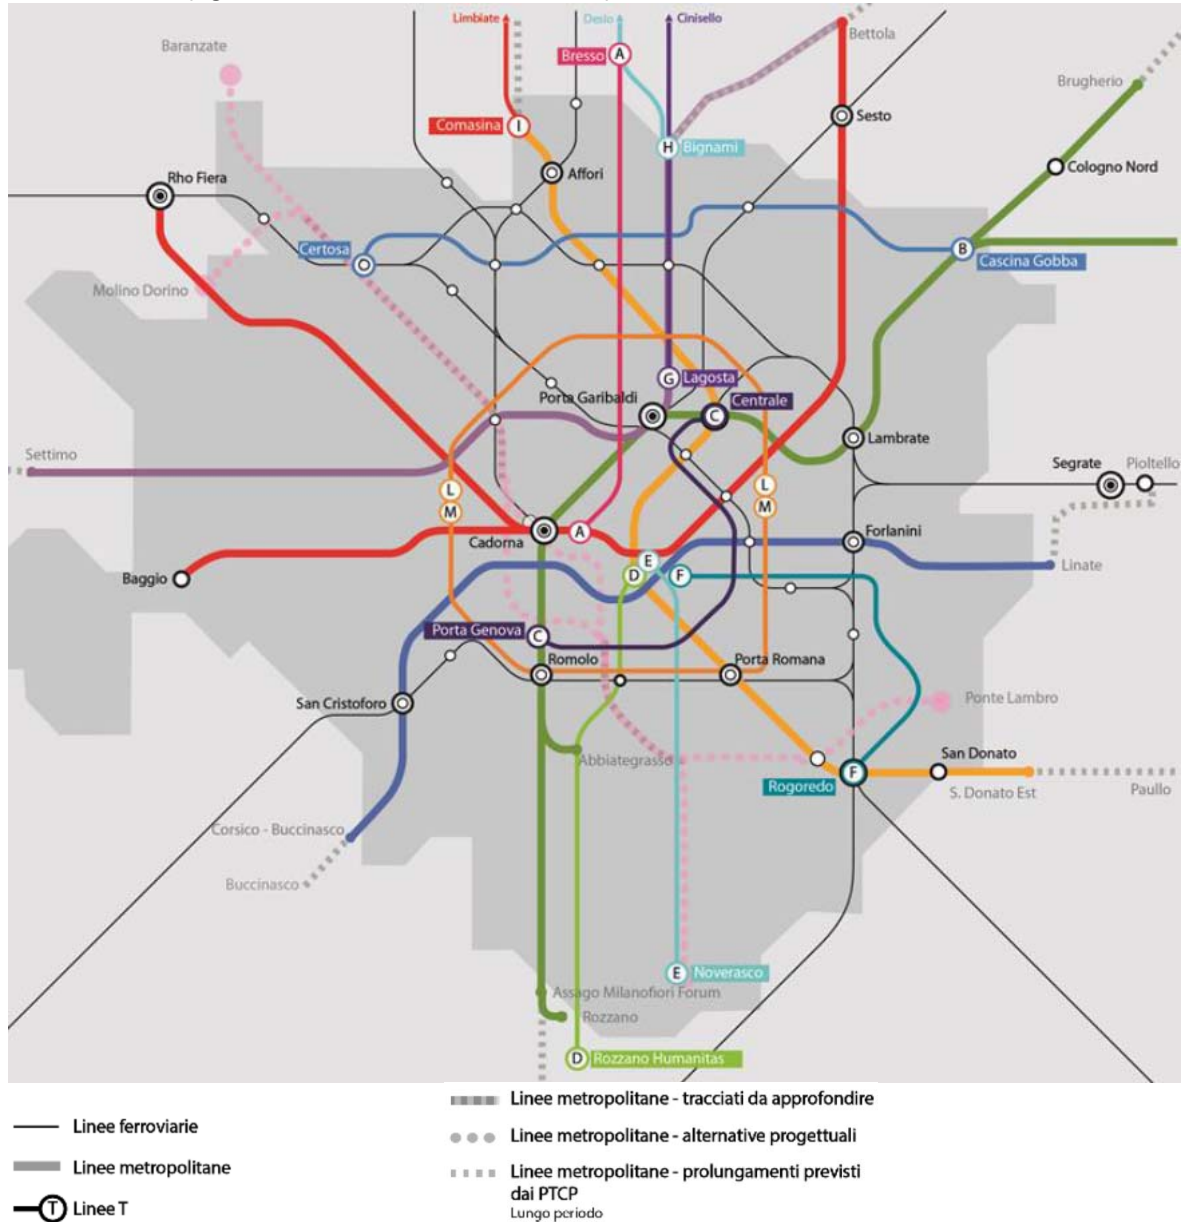 Limbiate
Desio
Cinisello
Baranzate
Bresso
A
Bettola
Brugherio
Comasina
I
H
Bignami
Sesto
Cologno Nord
Rho Fiera
Affori
Certosa
B
Cascina Gobba
Molino Dorino
G
Lagosta
Porta Garibaldi
Centrale
C
Lambrate
Settimo
Segrate
Pioltello
L
M
L
M
Cadorna
A
Forlanini
Baggio
E
D
F
Linate
Porta Genova
C
Romolo
Porta Romana
San Cristoforo
Ponte Lambro
Abbiategrasso
San Donato
Rogoredo
F
S. Donato Est
Paullo
Corsico - Buccinasco
Buccinasco
E
Noverasco
Assago Milanofiori Forum
Rozzano
D
Rozzano Humanitas
Linee ferroviarie
Linee metropolitane
T
Linee T
Linee metropolitane - tracciati da approfondire
Linee metropolitane - alternative progettuali
Linee metropolitane - prolungamenti previsti
dai PTCP
Lungo periodo